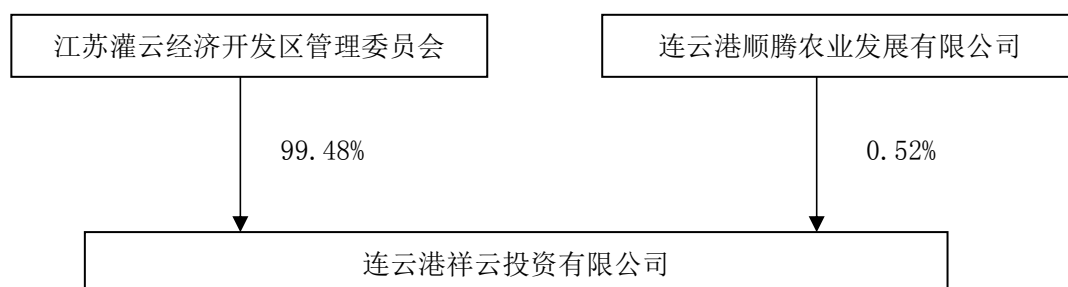 江苏灌云经济开发区管理委员会
连云港顺腾农业发展有限公司
99.48%
0.52%
连云港祥云投资有限公司